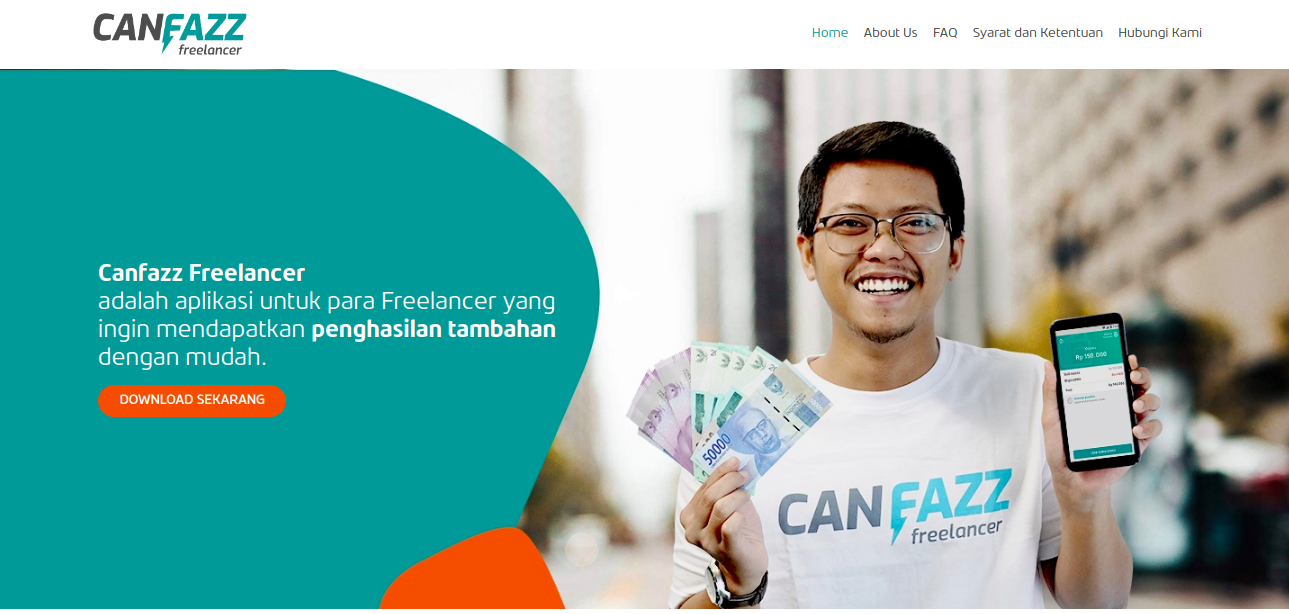 CANFAZZ
freelancer
Home About Us FAQ Syarat dan Ketentuan Hubungi Kami
Canfazz Freelancer
adalah aplikasi untuk para Freelancer yang
ingin mendapatkan penghasilan tambahan
dengan mudah.
DOWNLOAD SEKARANG
Rp 150.000
50000
CANFAZZ
freelancer